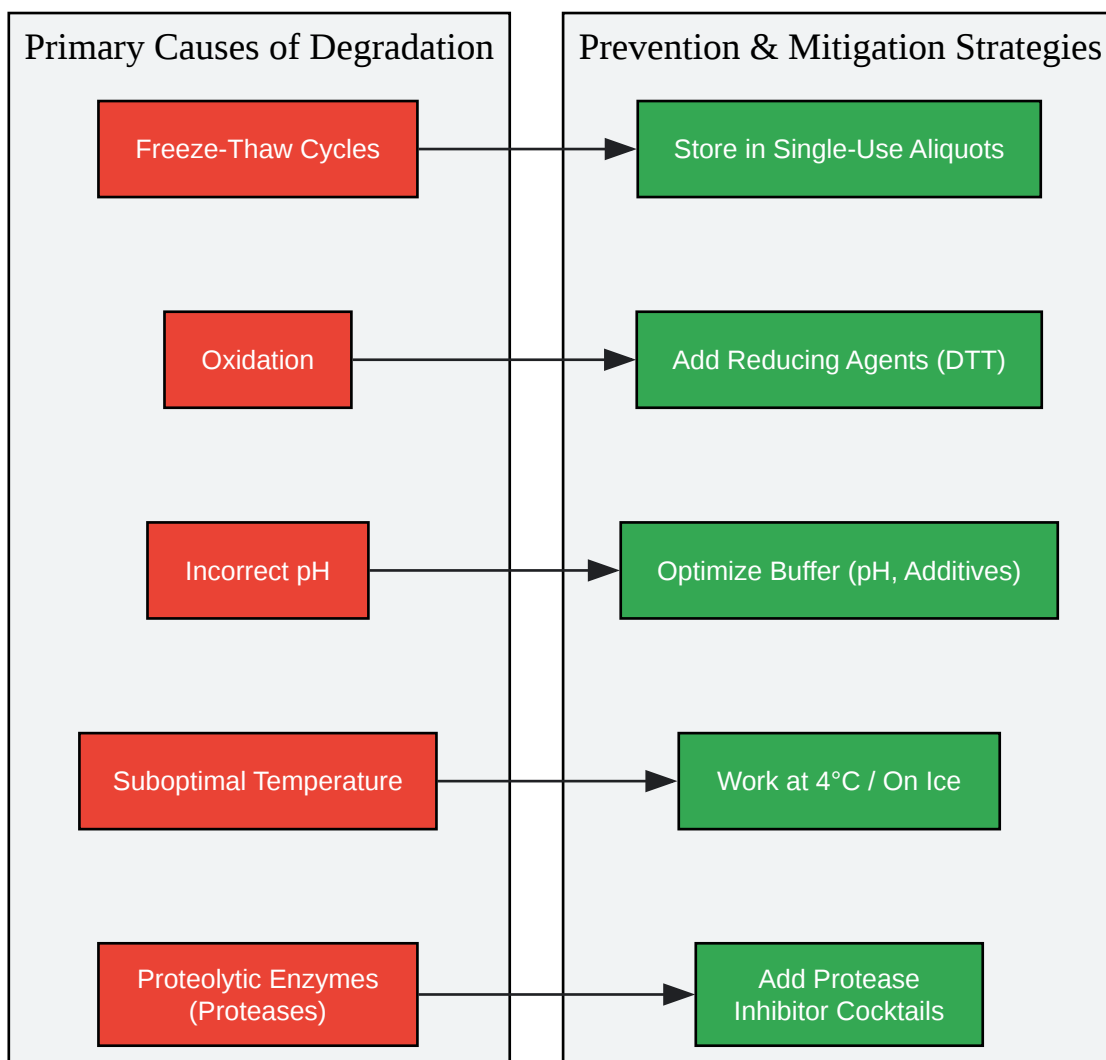 Primary Causes of Degradation
Prevention & Mitigation Strategies
Freeze-Thaw Cycles
Store in Single-Use Aliquots
Oxidation
Add Reducing Agents (DTT)
Incorrect pH
Optimize Buffer (pH, Additives)
Suboptimal Temperature
Work at 4°C / On Ice
Proteolytic Enzymes
(Proteases)
Add Protease
Inhibitor Cocktails